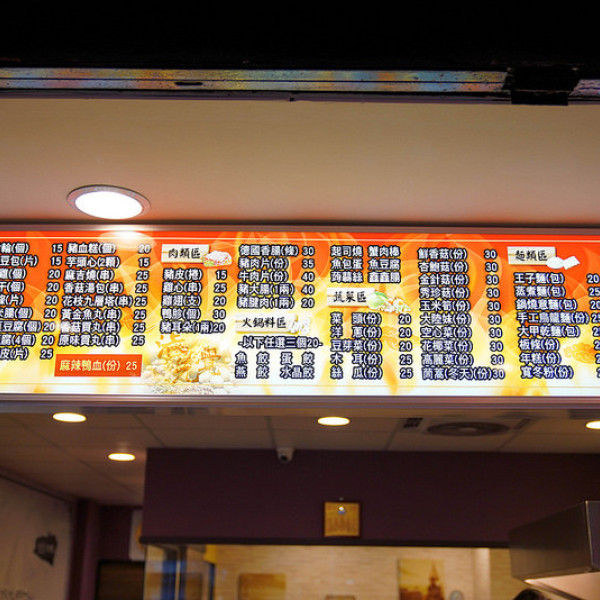 輪(個) 15
豆包(片) 15
雞(個) 20
干(個)
腸(個)
豆腐(個)
腐(4個) 20
皮(片) 25
豬血糕(個) 20
芋頭心(2顆) 15
麻吉燒(串) 25
香菇湯包(串) 25
花枝九層塔(串) 25
黃金魚丸(串) 25
香菇貢丸(串) 25
原味貢丸(串) 25
麻辣鴨血(份) 25
肉類區
豬皮(捲) 15
雞心(串) 25
雞翅(支) 20
鴨胗(個) 30
豬耳朵(1兩) 20
德國香腸(條) 30
豬肉片(份) 35
牛肉片(份) 40
豬大腸(1兩) 40
豬腱肉(1兩) 20
火鍋料區
-以下任選三個20-
魚餃 蛋餃
燕餃 水晶餃
起司燒 蟹肉棒
魚包蛋 魚豆腐
蒟蒻絲 鑫鑫腸
蔬菜區
菜頭(份) 20
洋蔥(份) 20
豆芽菜(份) 20
木耳(份) 25
絲瓜(份) 25
鮮香菇(份) 30
杏鮑菇(份) 30
金針菇(份) 30
秀珍菇(份) 30
玉米筍(份) 30
大陸妹(份) 30
空心菜(份) 30
花椰菜(份) 30
高麗菜(份) 30
茼蒿(冬天)(份) 30
麵類區
王子麵(包) 20
蒸煮麵(包) 25
鍋燒意麵(包) 20
手工烏龍麵(份) 25
大甲乾麵(包) 25
板條(份) 20
年糕(份) 25
寬冬粉(份) 25